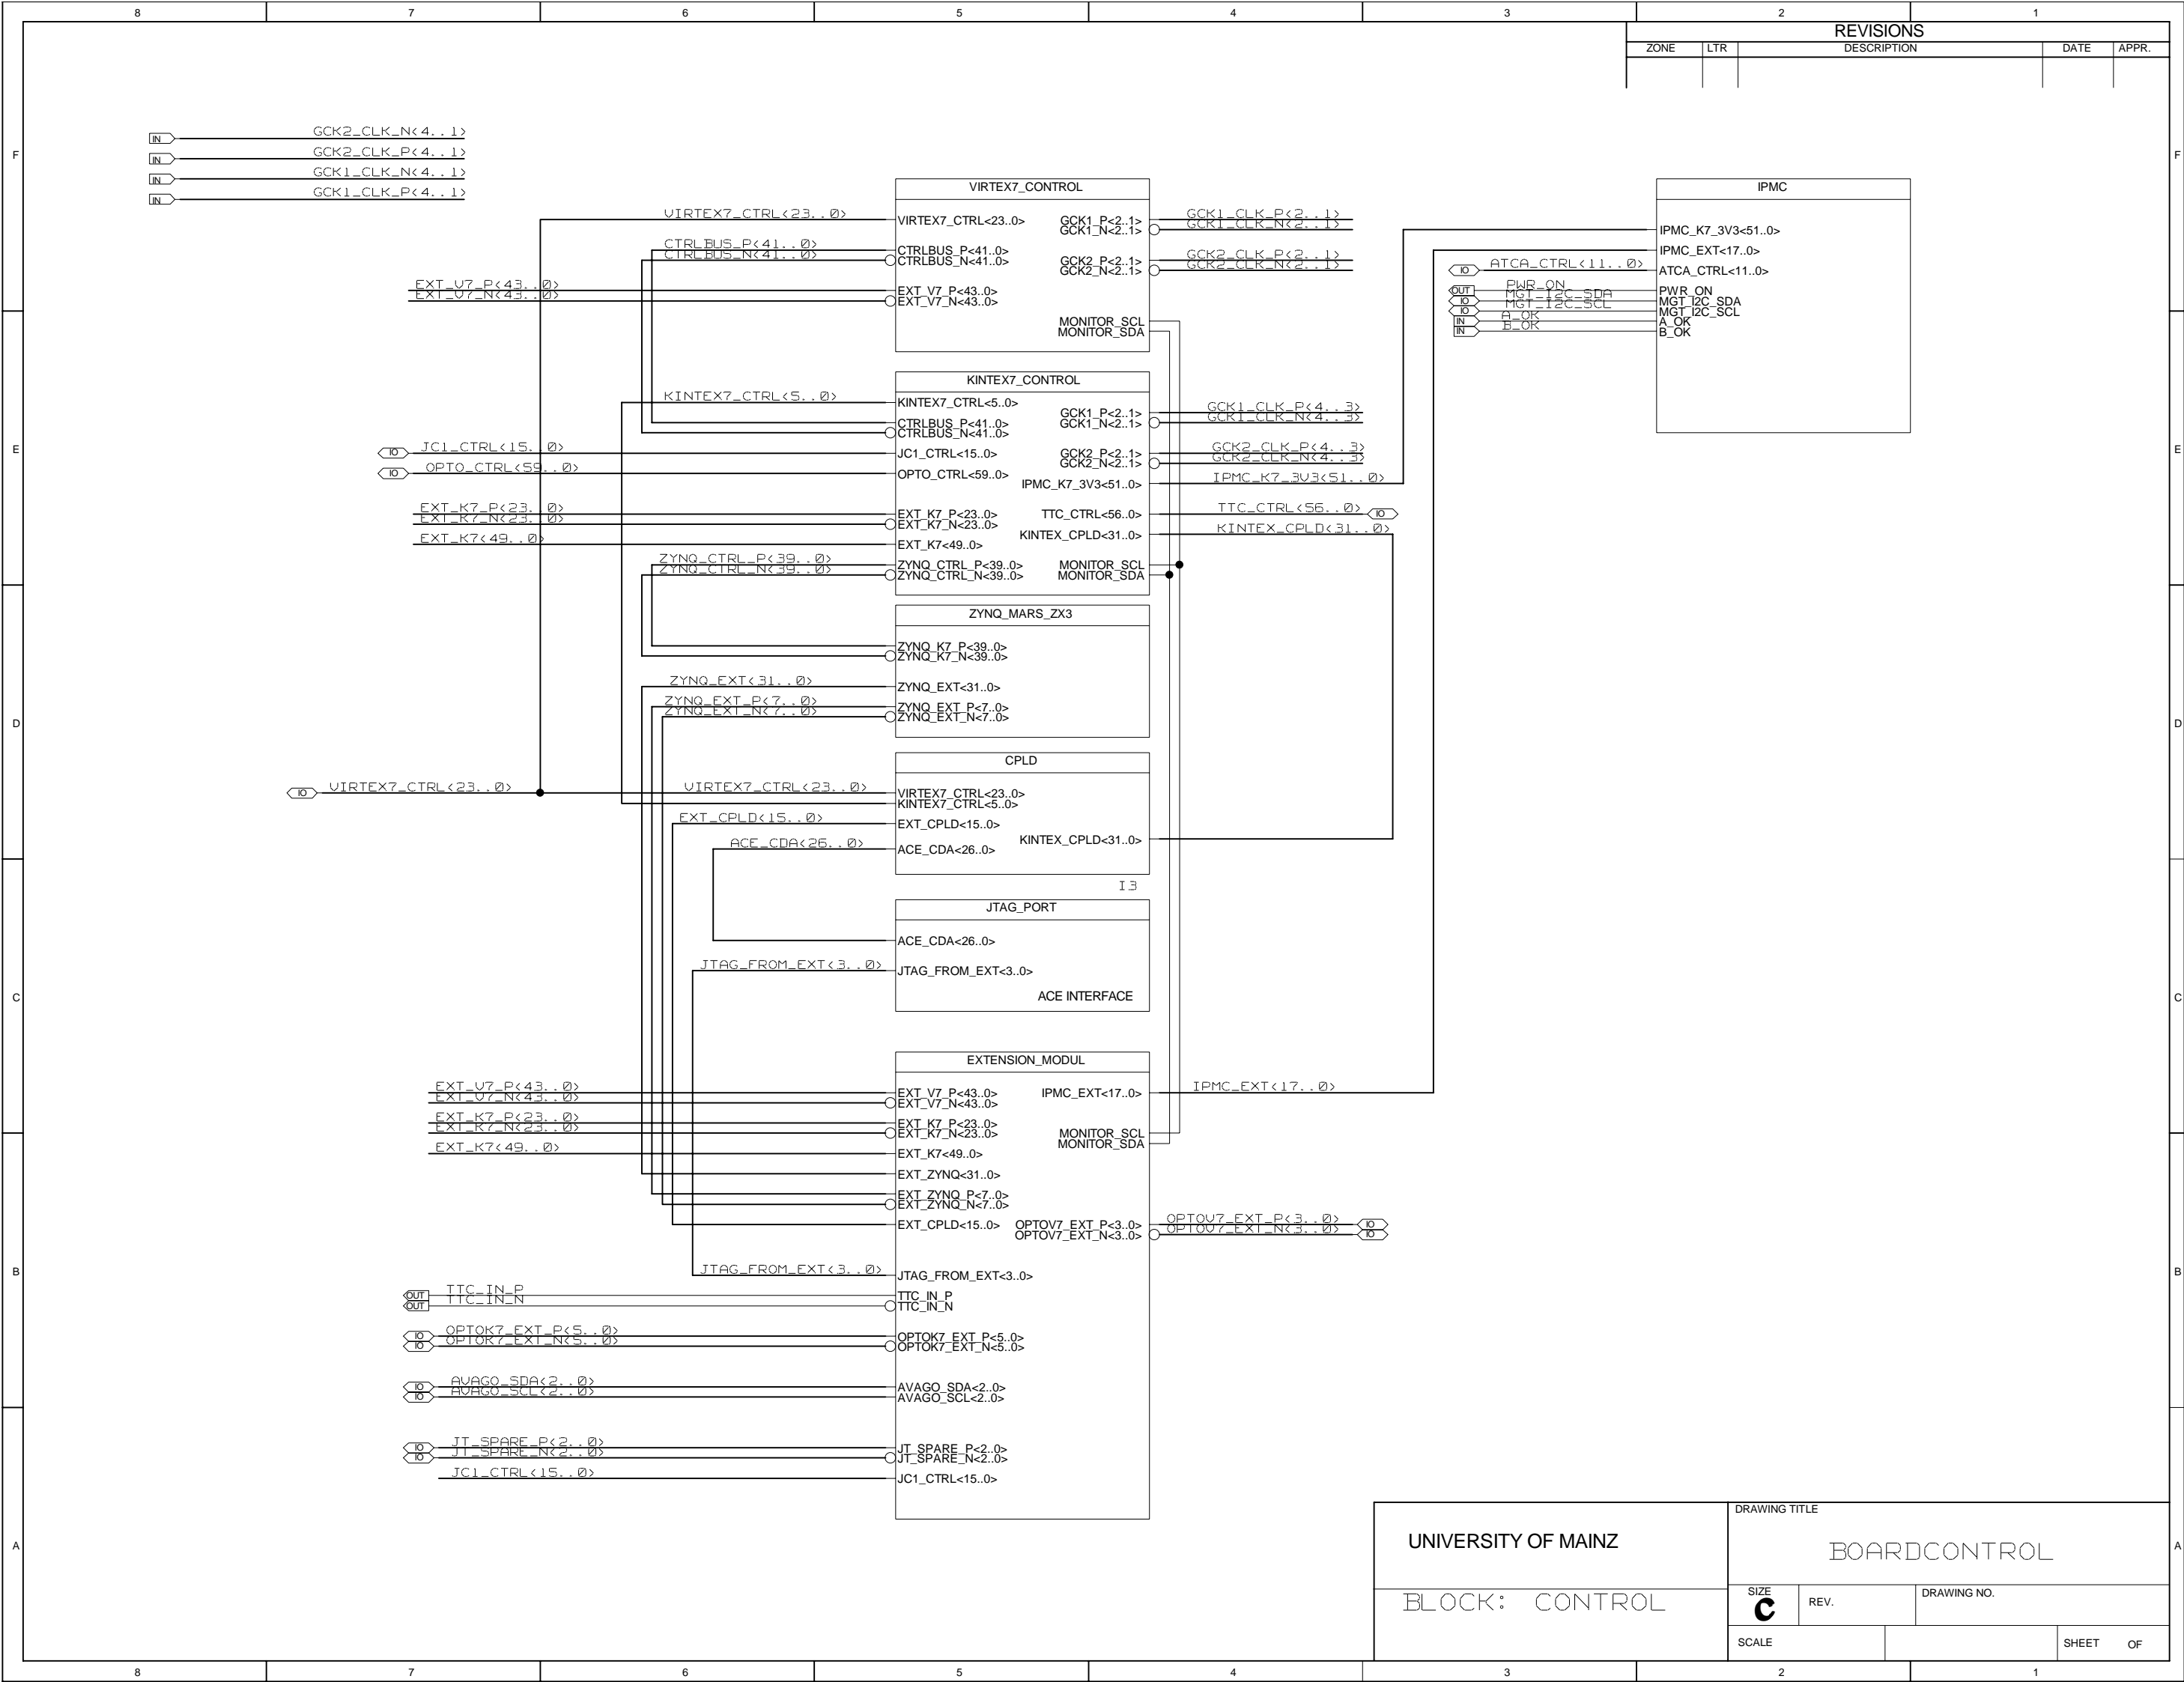 8 7 6 5 4 3 2 1
REVISIONS
ZONE LTR DESCRIPTION DATE APPR.
F F
E E
D D
C C
B B
A A
IN GCK2_CLK_N<4..1>
IN GCK2_CLK_P<4..1>
IN GCK1_CLK_N<4..1>
IN GCK1_CLK_P<4..1>
VIRTEX7_CONTROL
VIRTEX7_CTRL<23..0> VIRTEX7_CTRL<23..0> GCK1_P<2..1> GCK1_CLK_P<2..1>
GCK1_N<2..1> GCK1_CLK_N<2..1>
CTRLBUS_P<41..0> CTRLBUS_P<41..0>
CTRLBUS_N<41..0> CTRLBUS_N<41..0>
GCK2_P<2..1> GCK2_CLK_P<2..1>
GCK2_N<2..1> GCK2_CLK_N<2..1>
EXT_V7_P<43..0> EXT_V7_P<43..0>
EXT_V7_N<43..0> EXT_V7_N<43..0>
MONITOR_SCL
MONITOR_SDA
IPMC
IPMC_K7_3V3<51..0>
IPMC_EXT<17..0>
IO ATCA_CTRL<11..0> ATCA_CTRL<11..0>
OUT PWR_ON PWR_ON
IO MGT_I2C_SDA MGT_I2C_SDA
IO MGT_I2C_SCL MGT_I2C_SCL
IN A_OK A_OK
IN B_OK B_OK
KINTEX7_CONTROL
KINTEX7_CTRL<5..0> KINTEX7_CTRL<5..0>
GCK1_P<2..1> GCK1_CLK_P<4..3>
GCK1_N<2..1> GCK1_CLK_N<4..3>
CTRLBUS_P<41..0>
CTRLBUS_N<41..0>
IO JC1_CTRL<15..0> JC1_CTRL<15..0> GCK2_P<2..1> GCK2_CLK_P<4..3>
GCK2_N<2..1> GCK2_CLK_N<4..3>
IO OPTO_CTRL<59..0> OPTO_CTRL<59..0>
IPMC_K7_3V3<51..0> IPMC_K7_3V3<51..0>
EXT_K7_P<23..0> EXT_K7_P<23..0> TTC_CTRL<56..0> TTC_CTRL<56..0> IO
EXT_K7_N<23..0> EXT_K7_N<23..0>
KINTEX_CPLD<31..0> KINTEX_CPLD<31..0>
EXT_K7<49..0> EXT_K7<49..0>
ZYNQ_CTRL_P<39..0> ZYNQ_CTRL_P<39..0> MONITOR_SCL
ZYNQ_CTRL_N<39..0> ZYNQ_CTRL_N<39..0> MONITOR_SDA
ZYNQ_MARS_ZX3
ZYNQ_K7_P<39..0>
ZYNQ_K7_N<39..0>
ZYNQ_EXT<31..0> ZYNQ_EXT<31..0>
ZYNQ_EXT_P<7..0> ZYNQ_EXT_P<7..0>
ZYNQ_EXT_N<7..0> ZYNQ_EXT_N<7..0>
CPLD
IO VIRTEX7_CTRL<23..0> VIRTEX7_CTRL<23..0> VIRTEX7_CTRL<23..0>
KINTEX7_CTRL<5..0>
EXT_CPLD<15..0> EXT_CPLD<15..0>
KINTEX_CPLD<31..0>
ACE_CDA<26..0> ACE_CDA<26..0>
I3
JTAG_PORT
ACE_CDA<26..0>
JTAG_FROM_EXT<3..0> JTAG_FROM_EXT<3..0>
ACE INTERFACE
EXTENSION_MODUL
EXT_V7_P<43..0> EXT_V7_P<43..0> IPMC_EXT<17..0> IPMC_EXT<17..0>
EXT_V7_N<43..0> EXT_V7_N<43..0>
EXT_K7_P<23..0> EXT_K7_P<23..0>
EXT_K7_N<23..0> EXT_K7_N<23..0> MONITOR_SCL
MONITOR_SDA
EXT_K7<49..0> EXT_K7<49..0>
EXT_ZYNQ<31..0>
EXT_ZYNQ_P<7..0>
EXT_ZYNQ_N<7..0>
EXT_CPLD<15..0> OPTOV7_EXT_P<3..0> OPTOV7_EXT_P<3..0> IO
OPTOV7_EXT_N<3..0> OPTOV7_EXT_N<3..0> IO
JTAG_FROM_EXT<3..0> JTAG_FROM_EXT<3..0>
OUT TTC_IN_P TTC_IN_P
OUT TTC_IN_N TTC_IN_N
IO OPTOK7_EXT_P<5..0> OPTOK7_EXT_P<5..0>
IO OPTOK7_EXT_N<5..0> OPTOK7_EXT_N<5..0>
IO AVAGO_SDA<2..0> AVAGO_SDA<2..0>
IO AVAGO_SCL<2..0> AVAGO_SCL<2..0>
IO JT_SPARE_P<2..0> JT_SPARE_P<2..0>
IO JT_SPARE_N<2..0> JT_SPARE_N<2..0>
JC1_CTRL<15..0> JC1_CTRL<15..0>
UNIVERSITY OF MAINZ
BLOCK: CONTROL
DRAWING TITLE
BOARDCONTROL
SIZE C REV. DRAWING NO.
SCALE SHEET OF
8 7 6 5 4 3 2 1